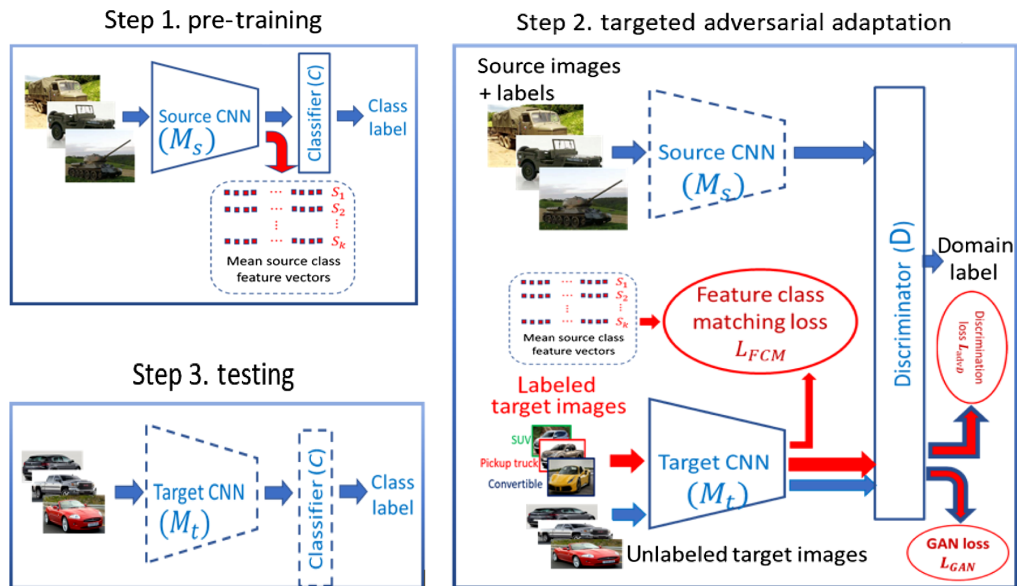 Step 1. pre-training
Source CNN
(M_s)
Classifier (C)
Class
label
... S_1
... S_2
⋮ ⋮
... S_k
Mean source class
feature vectors
Step 2. targeted adversarial adaptation
Source images
+ labels
Source CNN
(M_s)
Discriminator (D)
Domain
label
... S_1
... S_2
⋮ ⋮
... S_k
Mean source class
feature vectors
Feature class
matching loss
L_FCM
Discrimination
loss L_advD
Labeled
target images
SUV
Pickup truck
Convertible
Target CNN
(M_t)
Unlabeled target images
GAN loss
L_GAN
Step 3. testing
Target CNN
(M_t)
Classifier (C)
Class
label